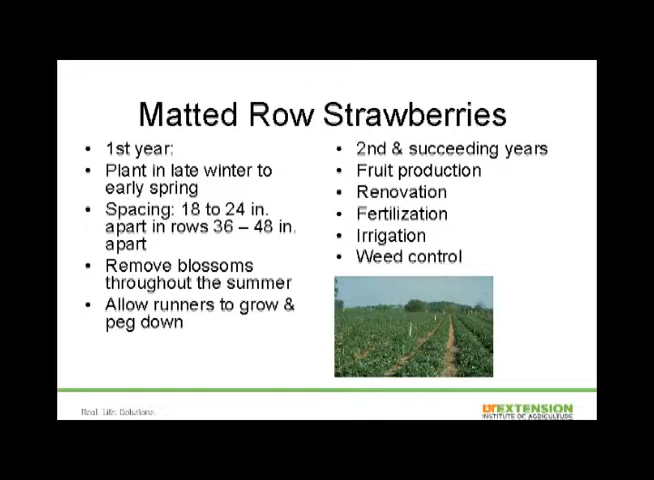 Matted Row Strawberries
• 1st year:
• Plant in late winter to
early spring
• Spacing: 18 to 24 in.
apart in rows 36 – 48 in.
apart
• Remove blossoms
throughout the summer
• Allow runners to grow &
peg down
• 2nd & succeeding years
• Fruit production
• Renovation
• Fertilization
• Irrigation
• Weed control
Real. Life. Solutions.
UTEXTENSION
INSTITUTE OF AGRICULTURE